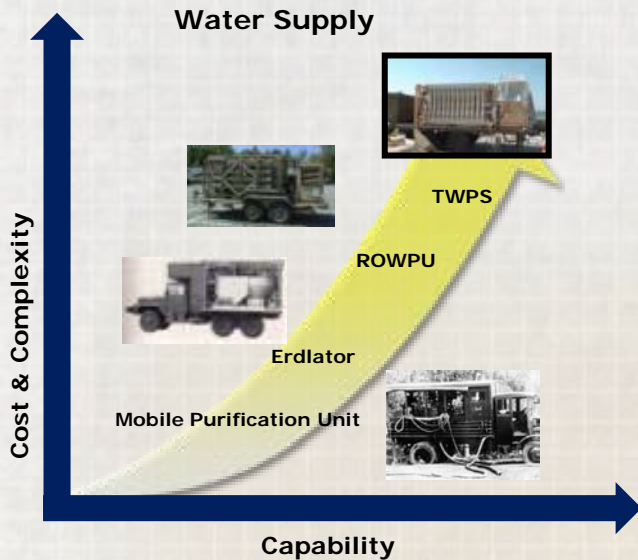 Water Supply
TWPS
ROWPU
Erdlator
Mobile Purification Unit
Cost & Complexity
Capability